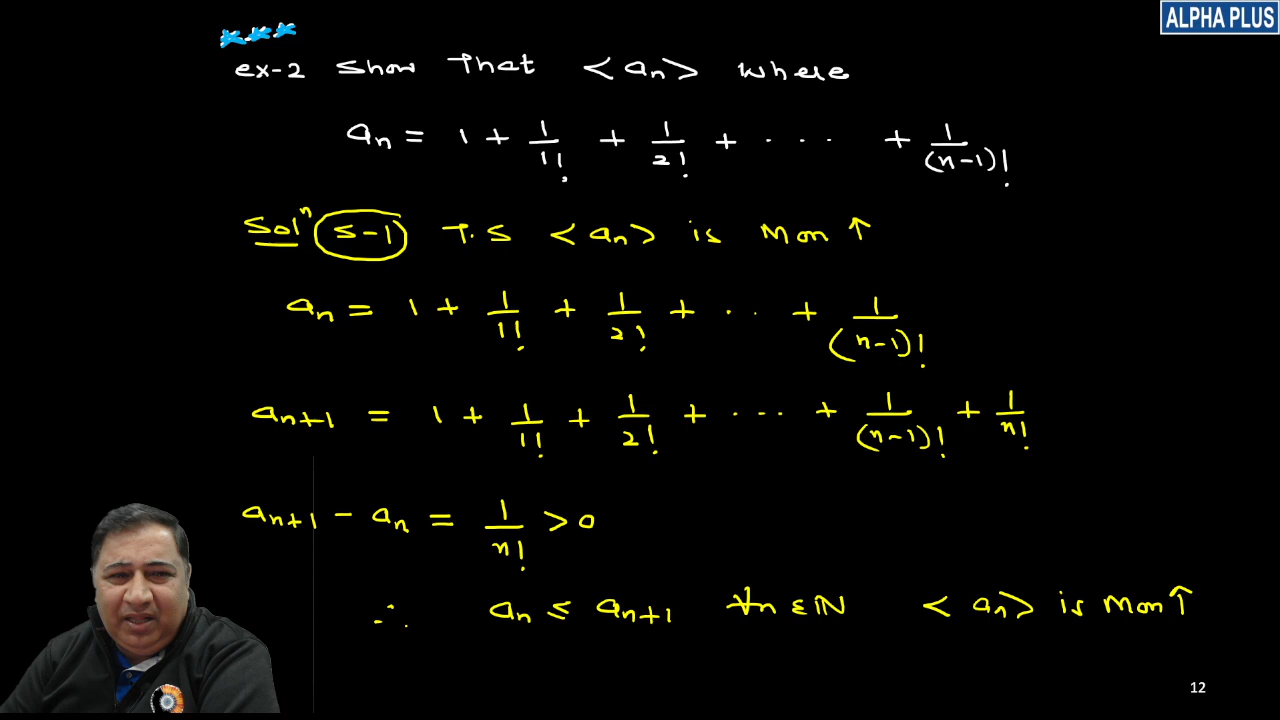 ALPHA PLUS
ex-2 Show That <aₙ> where
aₙ = 1 + 1/1! + 1/2! + · · · + 1/(n-1)!
Solⁿ S-1 T.S <aₙ> is Mon ↑
aₙ = 1 + 1/1! + 1/2! + · · + 1/(n-1)!
aₙ₊₁ = 1 + 1/1! + 1/2! + · · · + 1/(n-1)! + 1/n!
aₙ₊₁ - aₙ = 1/n! > 0
∴ aₙ ≤ aₙ₊₁ ∀n ε IN <aₙ> is Mon ↑
12